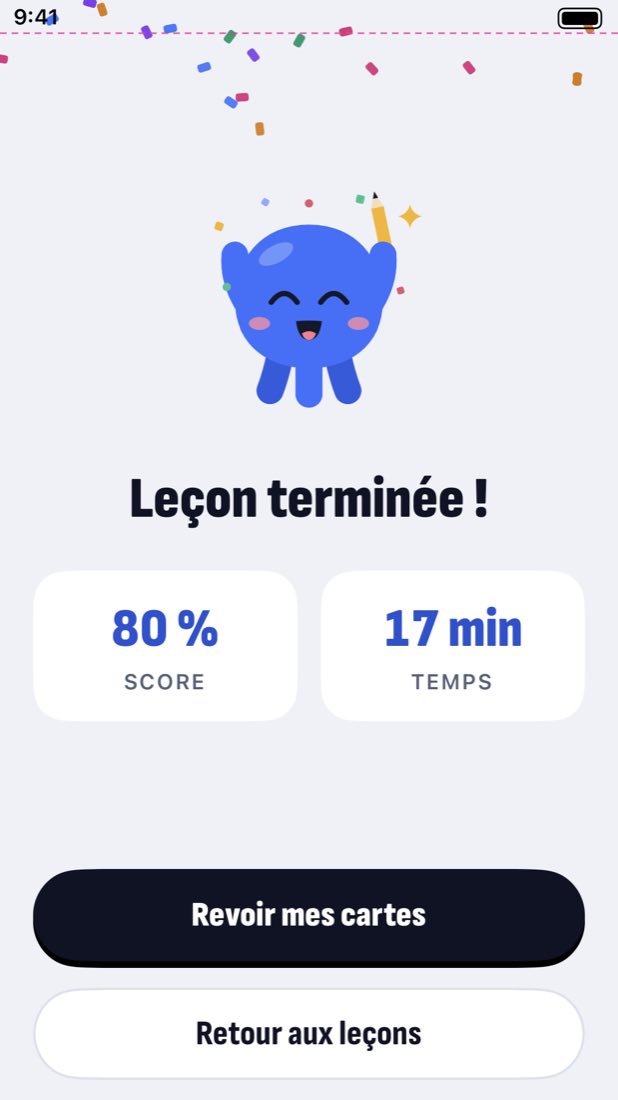 9:41
Leçon terminée !
80 %
SCORE
17 min
TEMPS
Revoir mes cartes
Retour aux leçons